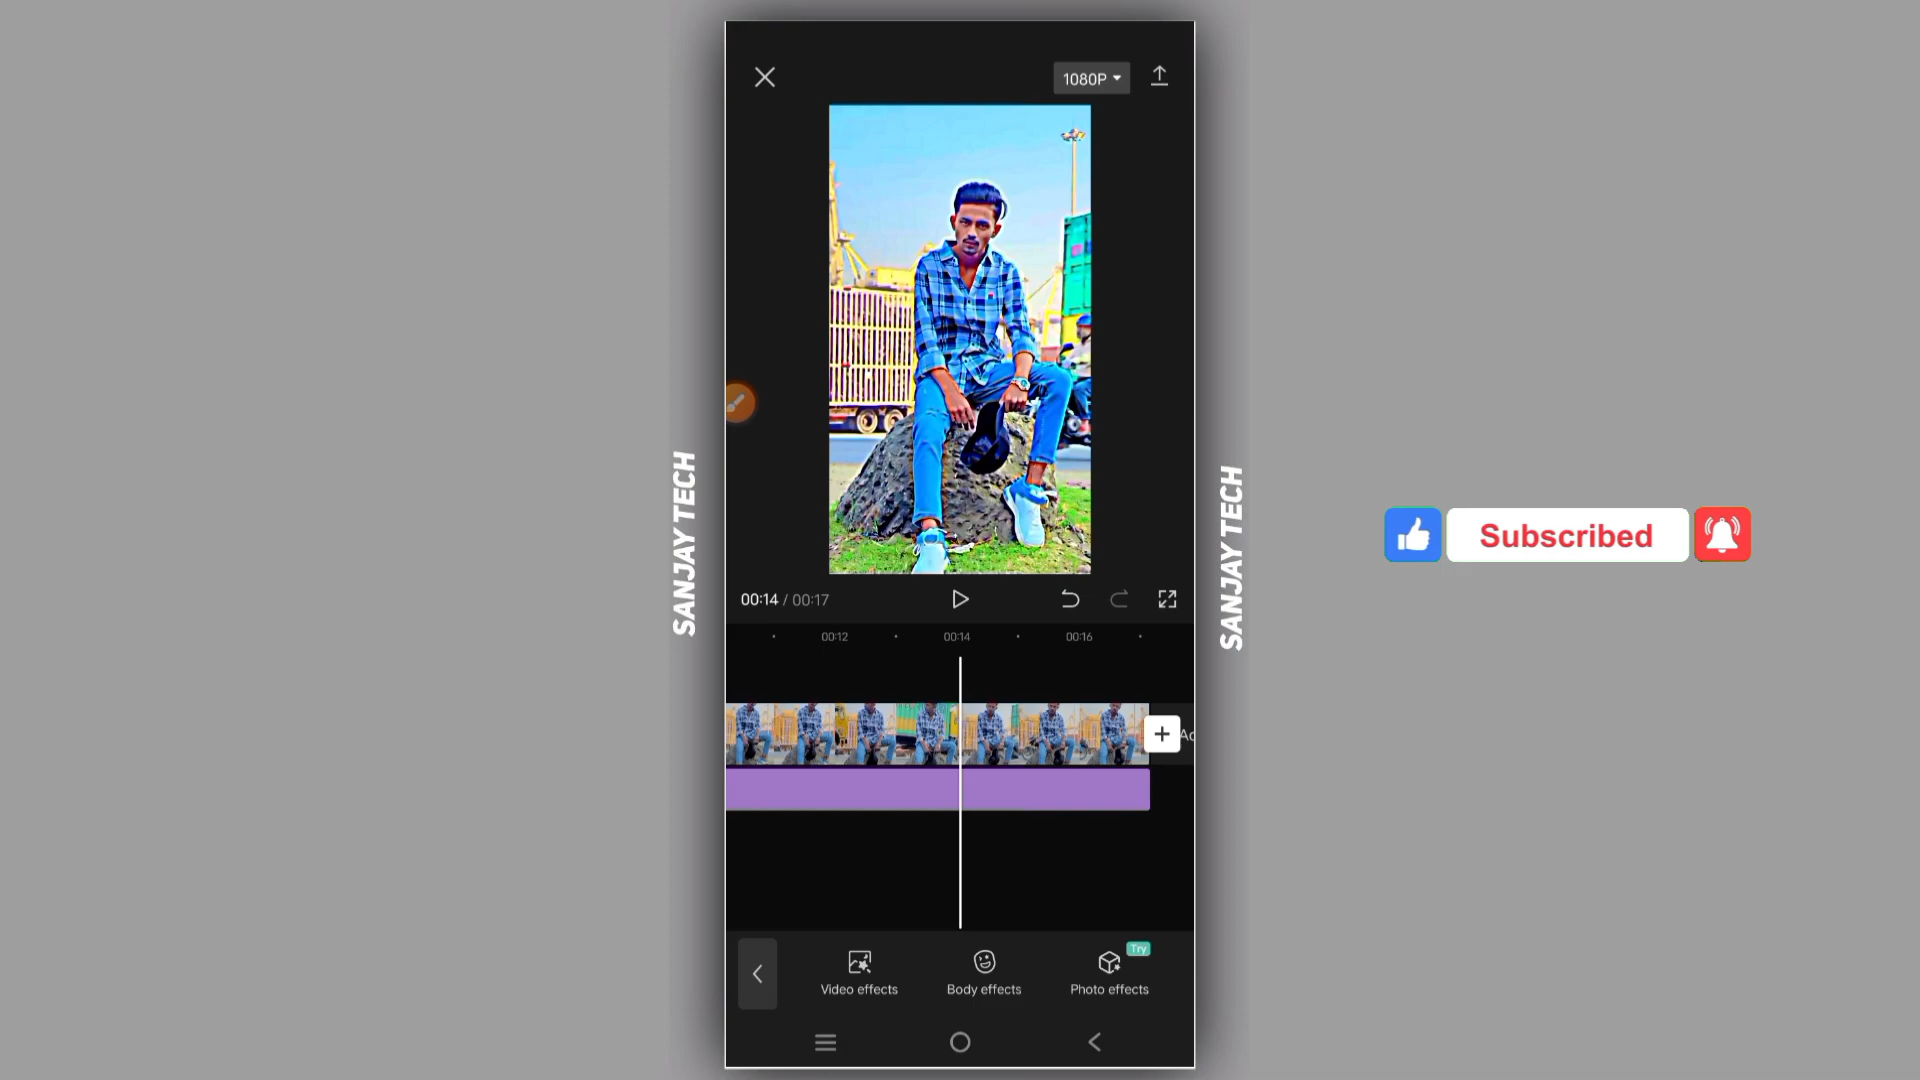 1080P
SANJAY TECH
SANJAY TECH
Subscribed
00:14 / 00:17
00:12
00:14
00:16
Ac
Try
Video effects
Body effects
Photo effects